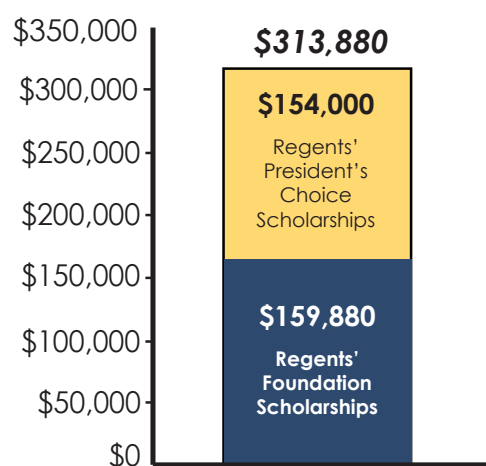 $350,000
$300,000
$250,000
$200,000
$150,000
$100,000
$50,000
$0
$313,880
$154,000
Regents’
President’s
Choice
Scholarships
$159,880
Regents’
Foundation
Scholarships